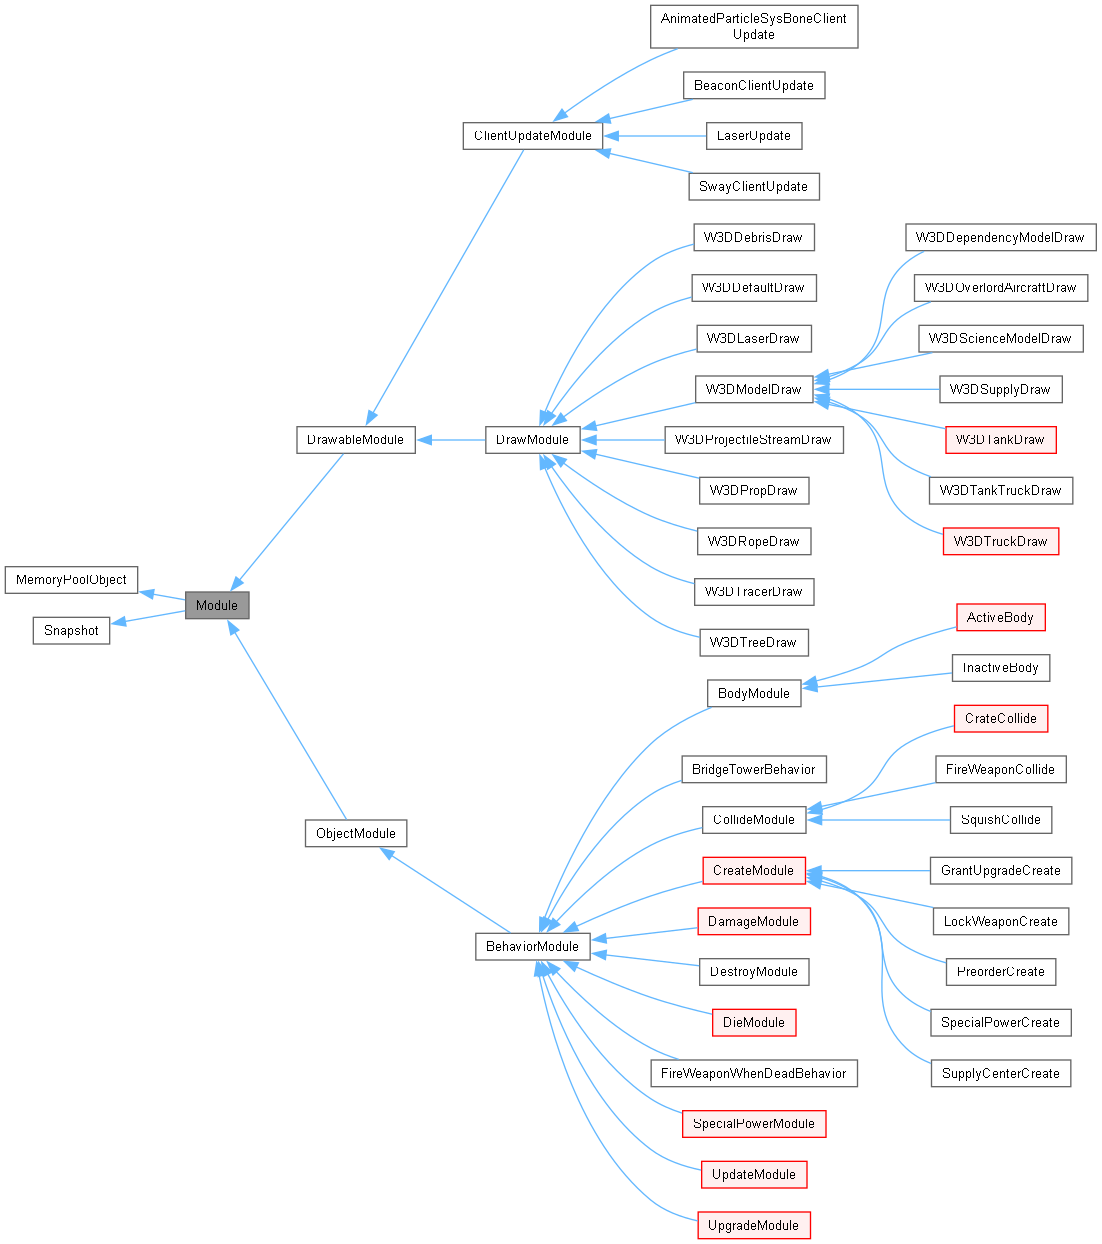 AnimatedParticleSysBoneClient
Update
BeaconClientUpdate
ClientUpdateModule
LaserUpdate
SwayClientUpdate
W3DDebrisDraw
W3DDependencyModelDraw
W3DDefaultDraw
W3DOverlordAircraftDraw
W3DLaserDraw
W3DScienceModelDraw
W3DModelDraw
W3DSupplyDraw
DrawableModule
DrawModule
W3DProjectileStreamDraw
W3DTankDraw
W3DPropDraw
W3DTankTruckDraw
W3DRopeDraw
W3DTruckDraw
MemoryPoolObject
W3DTracerDraw
Module
ActiveBody
Snapshot
W3DTreeDraw
InactiveBody
BodyModule
CrateCollide
BridgeTowerBehavior
FireWeaponCollide
ObjectModule
CollideModule
SquishCollide
CreateModule
GrantUpgradeCreate
DamageModule
LockWeaponCreate
BehaviorModule
DestroyModule
PreorderCreate
DieModule
SpecialPowerCreate
FireWeaponWhenDeadBehavior
SupplyCenterCreate
SpecialPowerModule
UpdateModule
UpgradeModule